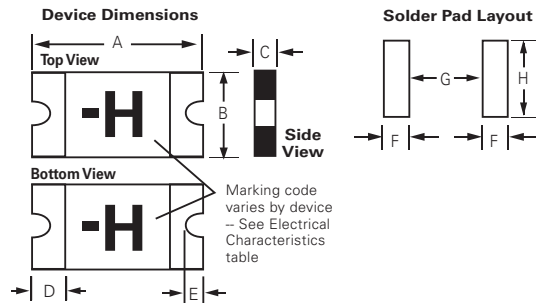 Device Dimensions
A
Top View
-H
B
C
Side
View
Bottom View
-H
D
E
Marking code
varies by device
-- See Electrical
Characteristics
table
Solder Pad Layout
G
H
F
F